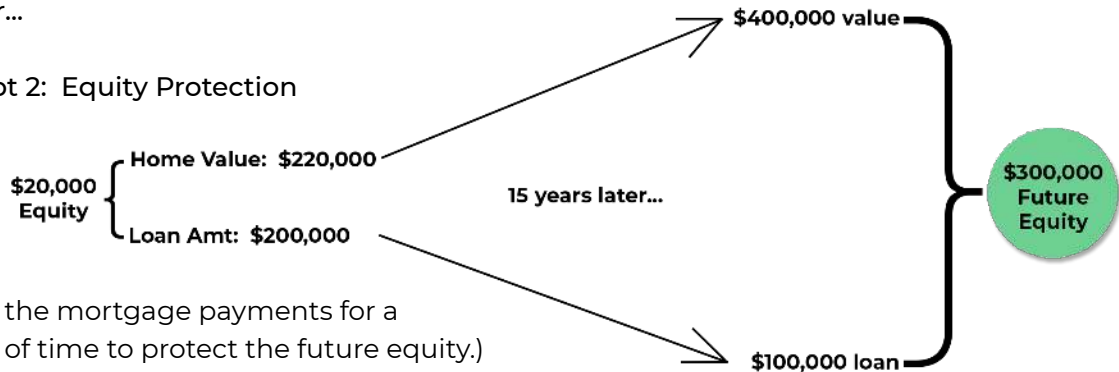 $400,000 value
2: Equity Protection
Home Value: $220,000
$20,000
Equity
Loan Amt: $200,000
15 years later...
$300,000
Future
Equity
the mortgage payments for a
of time to protect the future equity.)
$100,000 loan